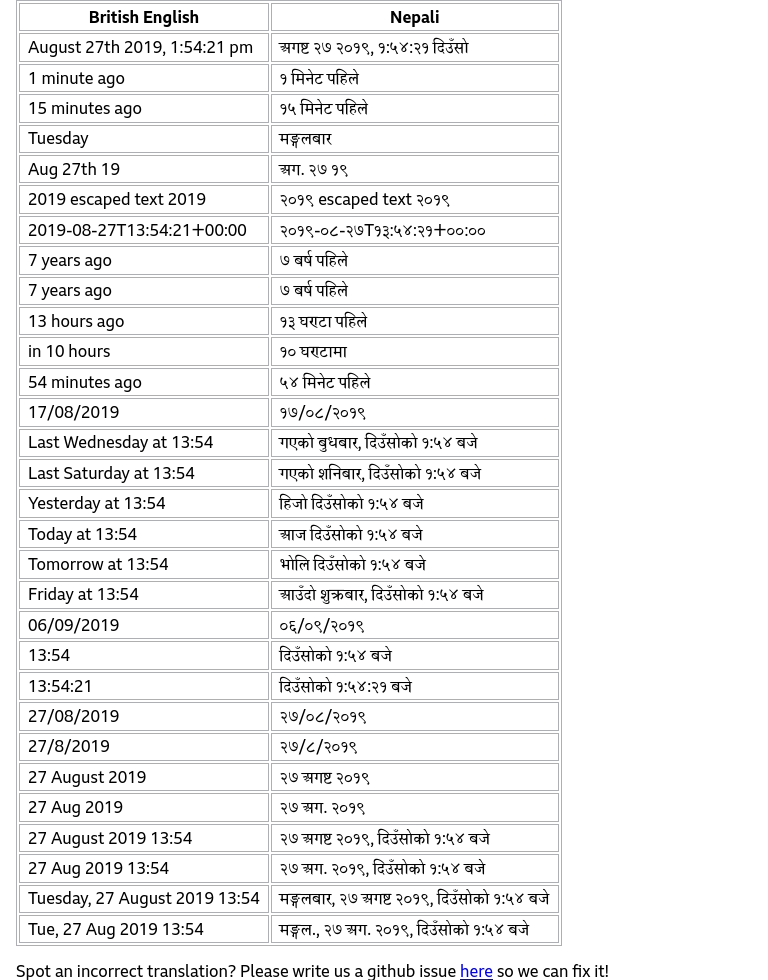 British English Nepali
August 27th 2019, 1:54:21 pm अगष्ट २७ २०१९, १:५४:२१ दिउँसो
1 minute ago १ मिनेट पहिले
15 minutes ago १५ मिनेट पहिले
Tuesday मङ्गलबार
Aug 27th 19 अग. २७ १९
2019 escaped text 2019 २०१९ escaped text २०१९
2019-08-27T13:54:21+00:00 २०१९-०८-२७T१३:५४:२१+००:००
7 years ago ७ बर्ष पहिले
7 years ago ७ बर्ष पहिले
13 hours ago १३ घण्टा पहिले
in 10 hours १० घण्टामा
54 minutes ago ५४ मिनेट पहिले
17/08/2019 १७/०८/२०१९
Last Wednesday at 13:54 गएको बुधबार, दिउँसोको १:५४ बजे
Last Saturday at 13:54 गएको शनिबार, दिउँसोको १:५४ बजे
Yesterday at 13:54 हिजो दिउँसोको १:५४ बजे
Today at 13:54 आज दिउँसोको १:५४ बजे
Tomorrow at 13:54 भोलि दिउँसोको १:५४ बजे
Friday at 13:54 आउँदो शुक्रबार, दिउँसोको १:५४ बजे
06/09/2019 ०६/०९/२०१९
13:54 दिउँसोको १:५४ बजे
13:54:21 दिउँसोको १:५४:२१ बजे
27/08/2019 २७/०८/२०१९
27/8/2019 २७/८/२०१९
27 August 2019 २७ अगष्ट २०१९
27 Aug 2019 २७ अग. २०१९
27 August 2019 13:54 २७ अगष्ट २०१९, दिउँसोको १:५४ बजे
27 Aug 2019 13:54 २७ अग. २०१९, दिउँसोको १:५४ बजे
Tuesday, 27 August 2019 13:54 मङ्गलबार, २७ अगष्ट २०१९, दिउँसोको १:५४ बजे
Tue, 27 Aug 2019 13:54 मङ्गल., २७ अग. २०१९, दिउँसोको १:५४ बजे
Spot an incorrect translation? Please write us a github issue here so we can fix it!